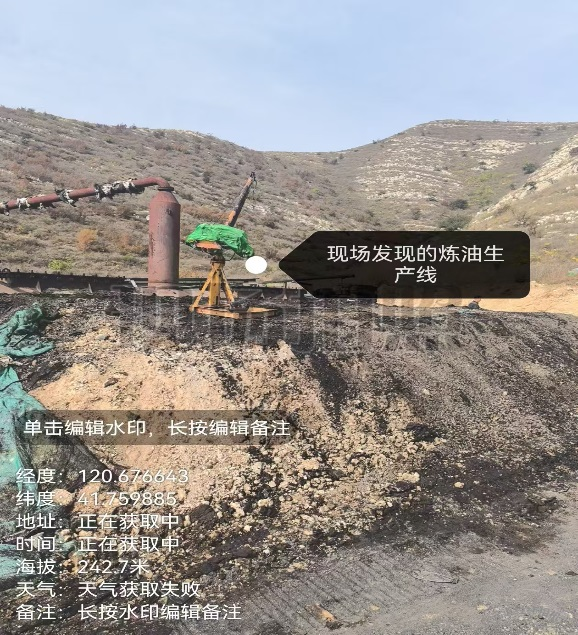 现场发现的炼油生
产线
单击编辑水印，长按编辑备注
经度：120.676643
纬度：41.759885
地址：正在获取中
时间：正在获取中
海拔：242.7米
天气：天气获取失败
备注：长按水印编辑备注